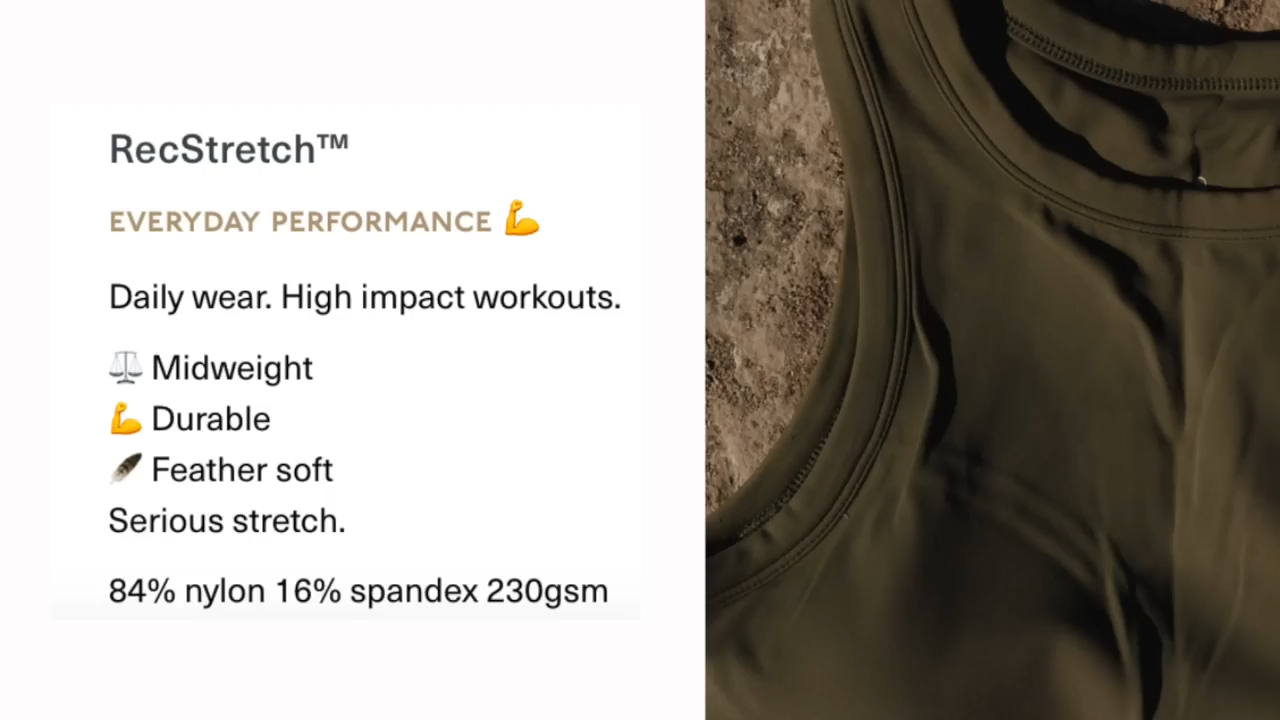 RecStretch™
EVERYDAY PERFORMANCE 💪
Daily wear. High impact workouts.
⚖️ Midweight
💪 Durable
🪶 Feather soft
Serious stretch.
84% nylon 16% spandex 230gsm